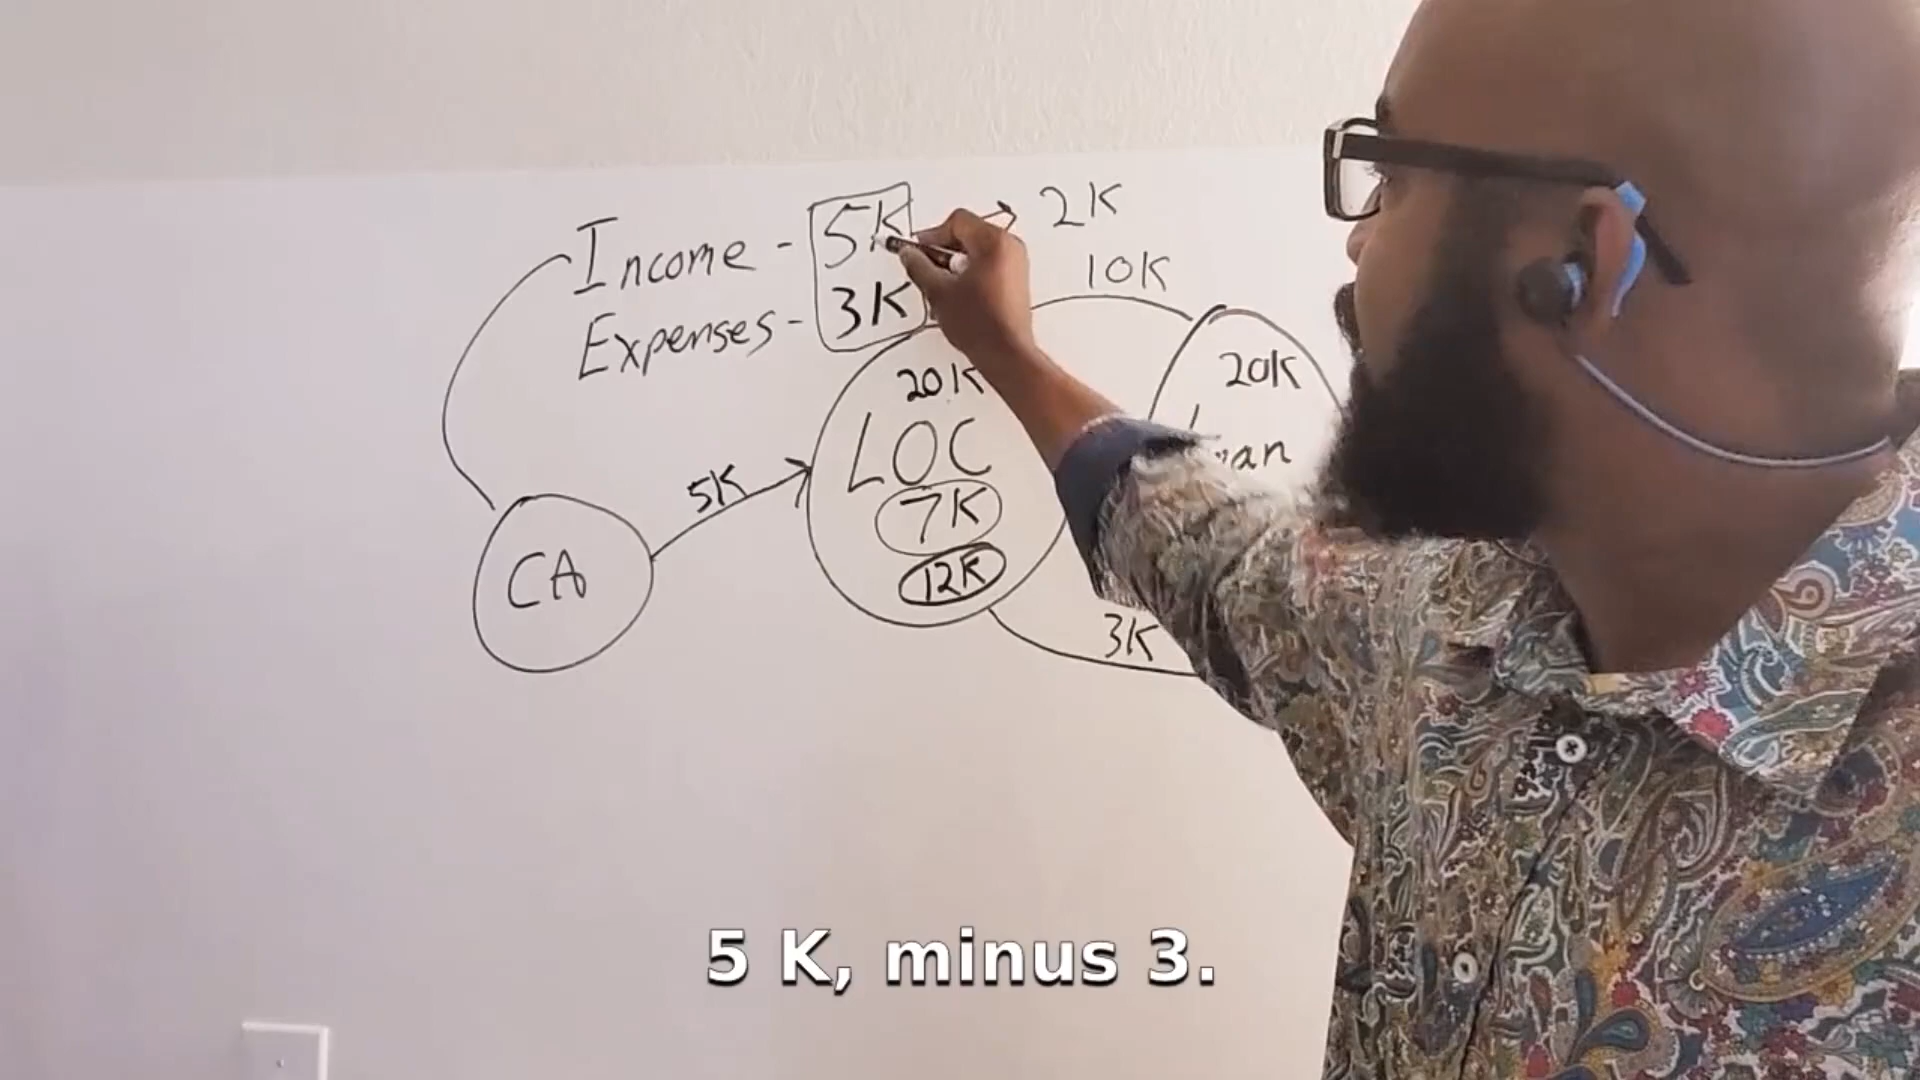 Income - 5K → 2K
Expenses - 3K
10K
20K
LOC
7K
12K
20K
5K
CA
3K
5 K, minus 3.